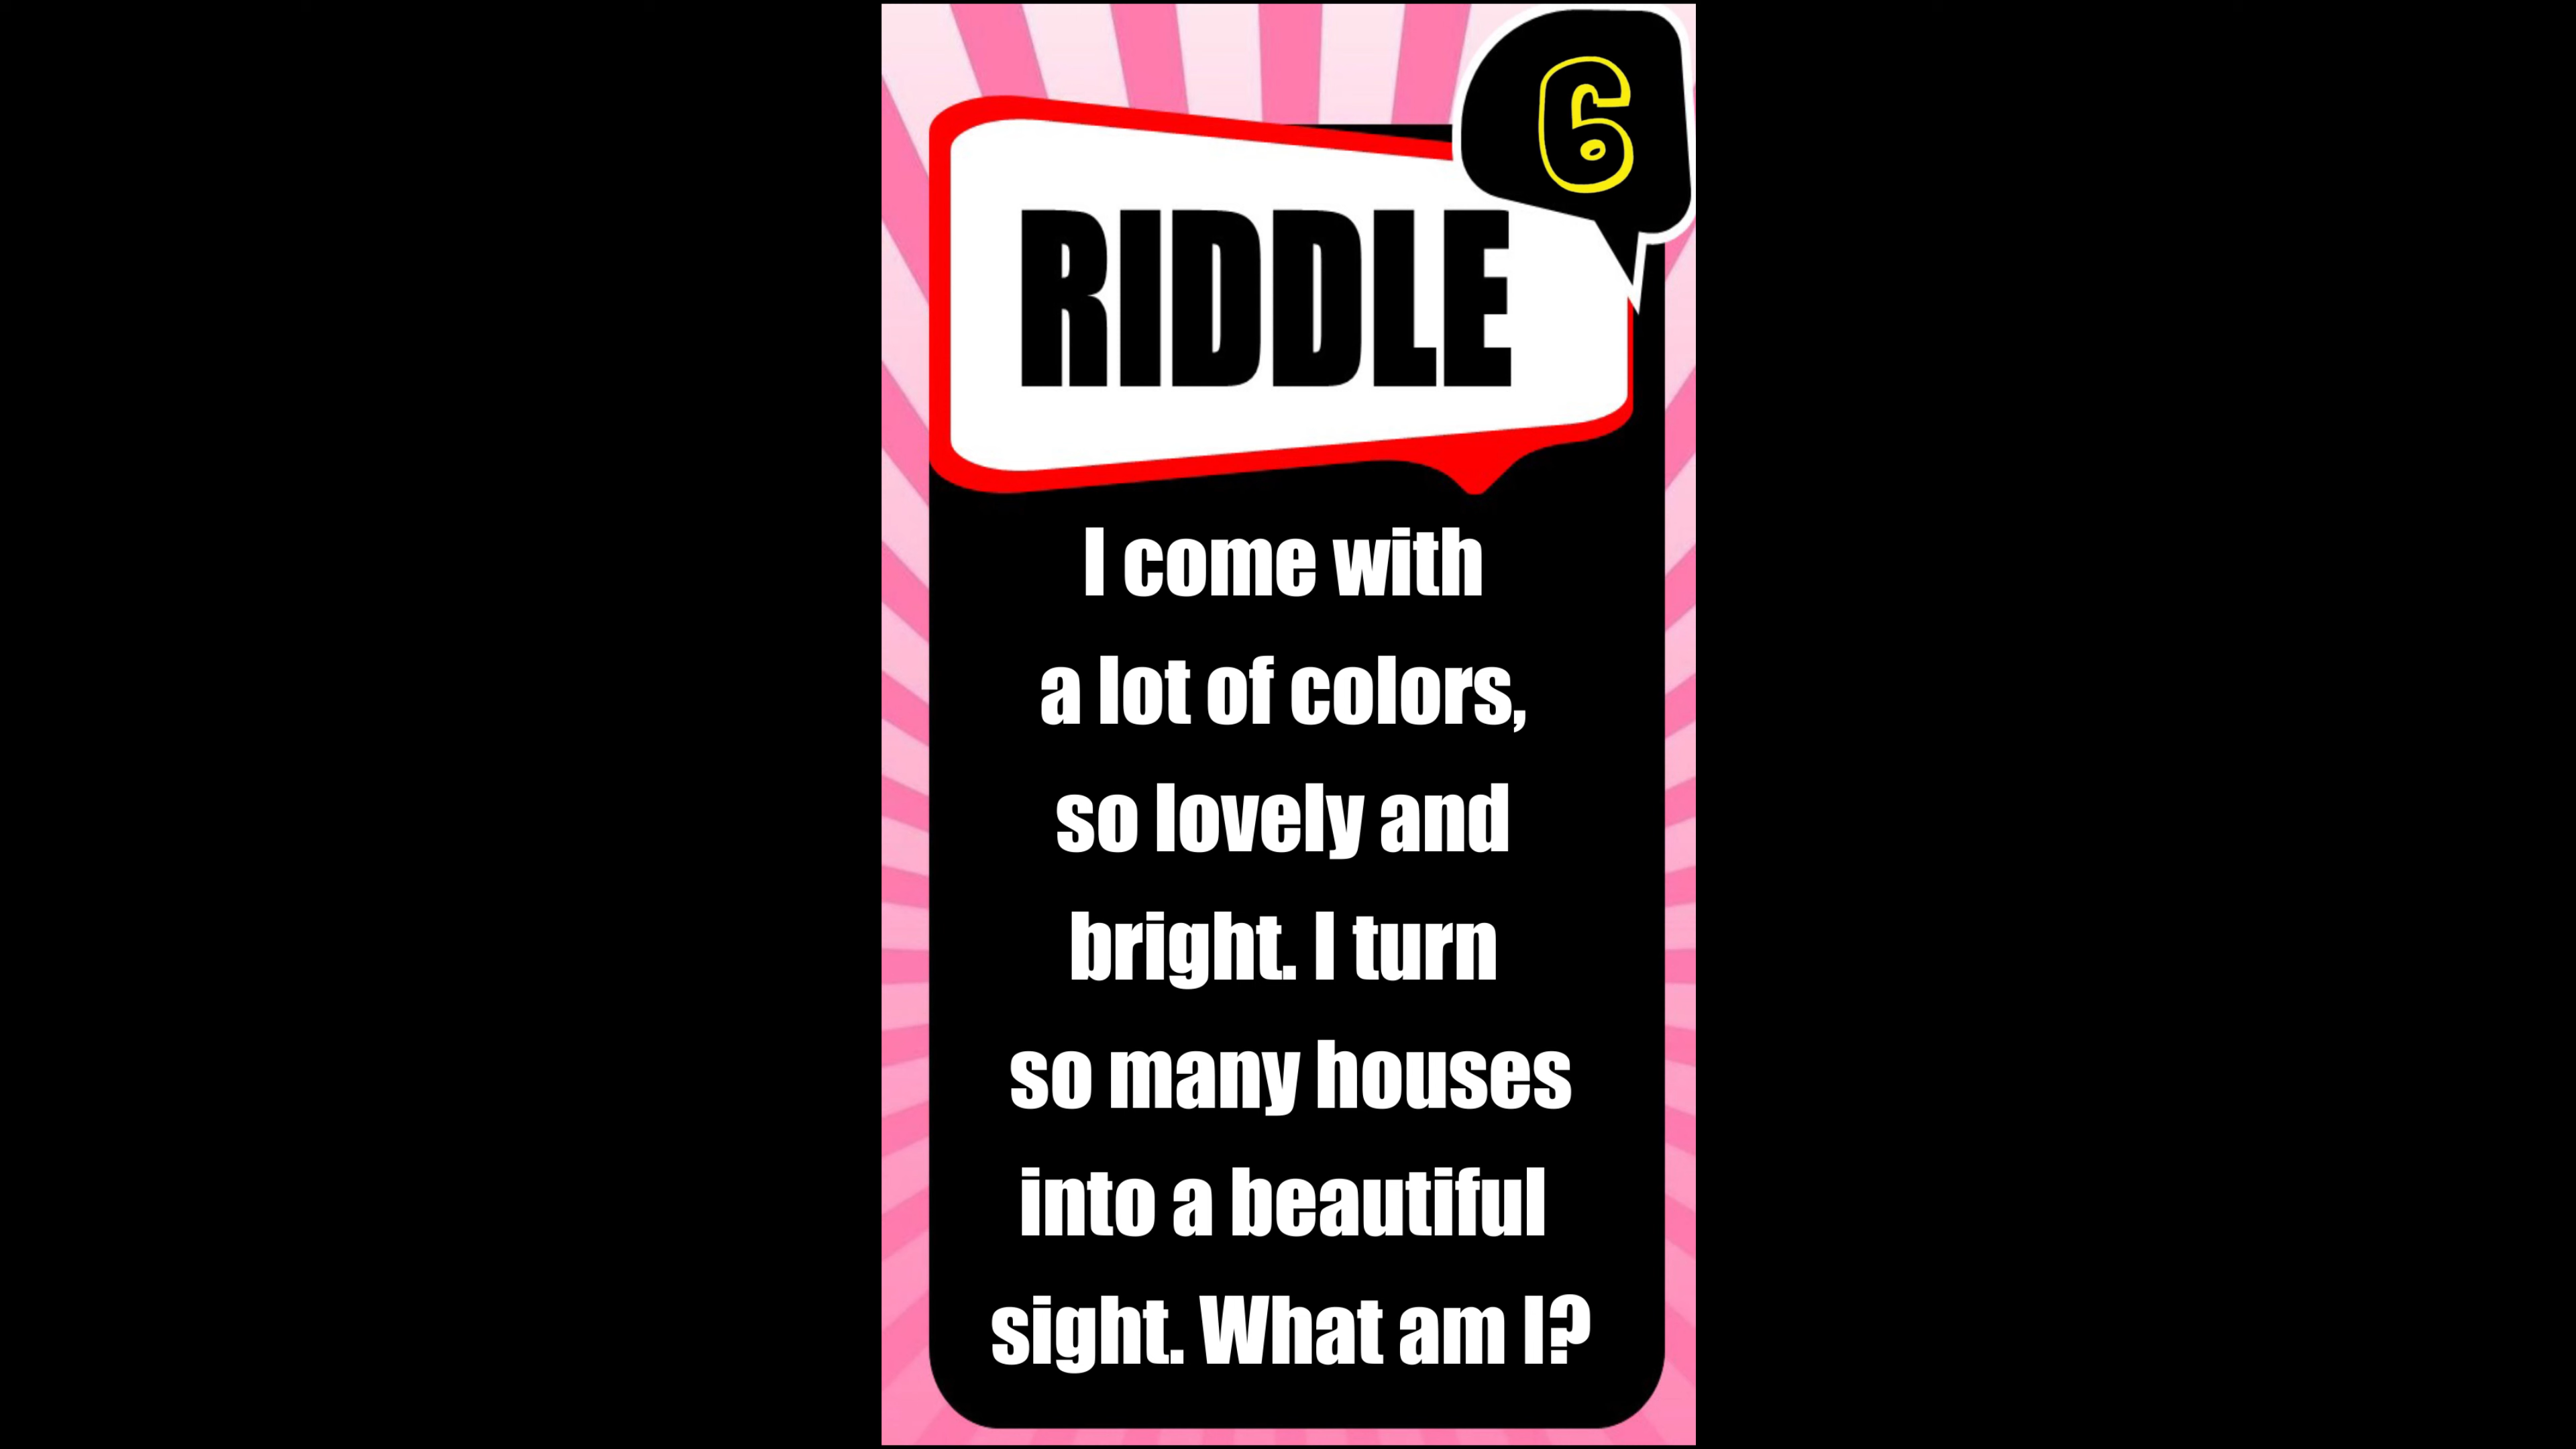 6
RIDDLE
I come with
a lot of colors,
so lovely and
bright. I turn
so many houses
into a beautiful
sight. What am I?